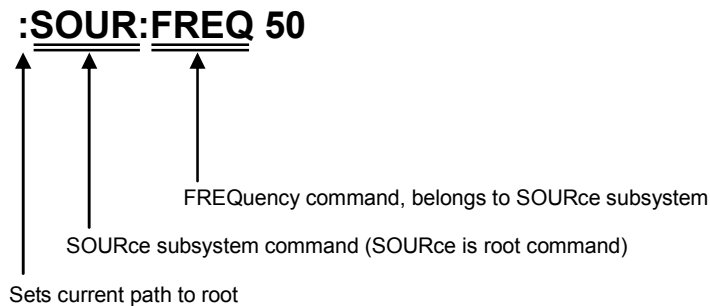 :SOUR:FREQ 50
FREQuency command, belongs to SOURce subsystem
SOURce subsystem command (SOURce is root command)
Sets current path to root